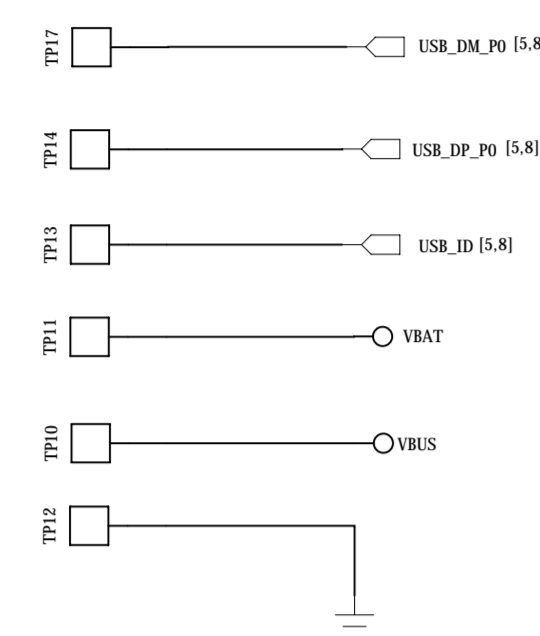 TP17 USB_DM_P0 [5,8
TP14 USB_DP_P0 [5,8]
TP13 USB_ID [5,8]
TP11 VBAT
TP10 VBUS
TP12